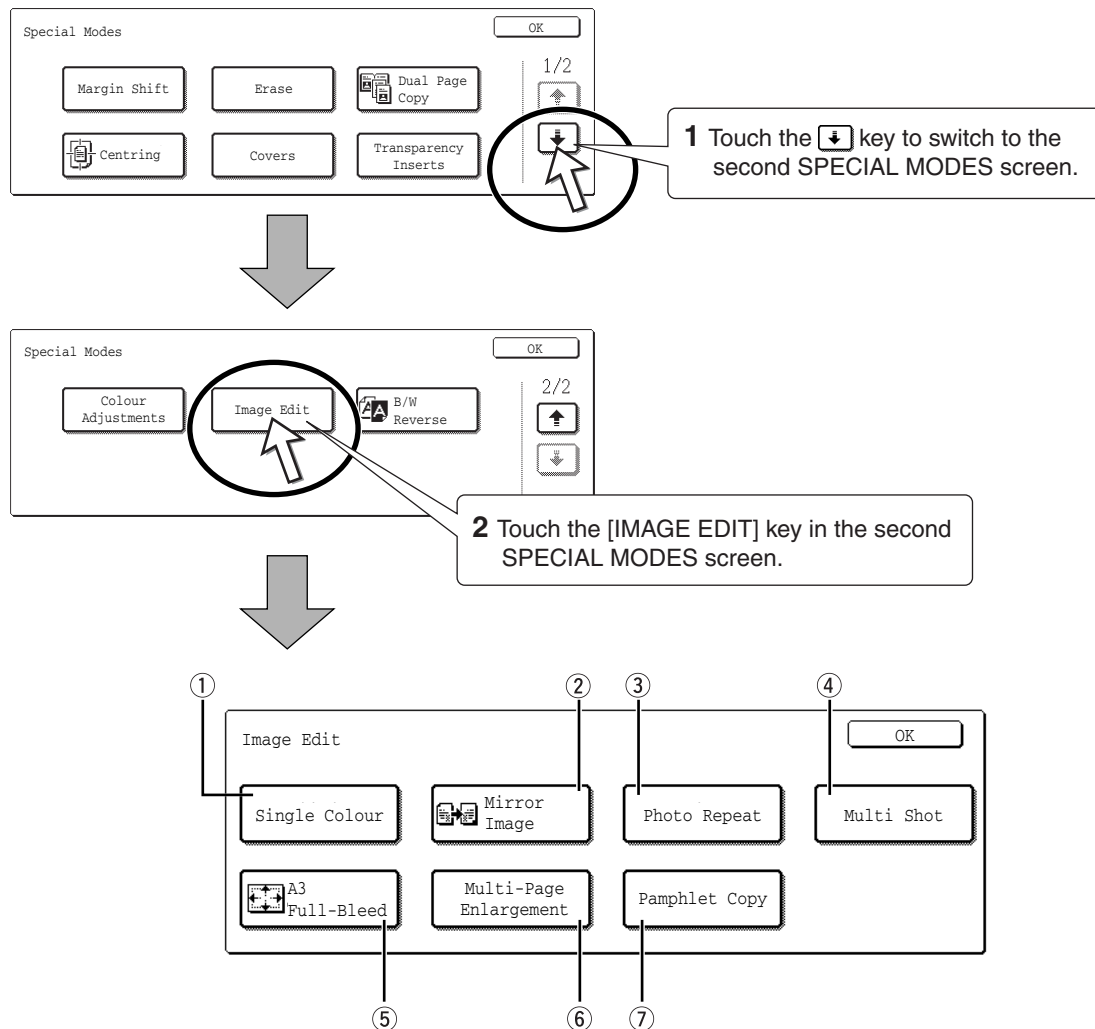 Special Modes
OK
Margin Shift
Erase
Dual Page
Copy
1/2
Centring
Covers
Transparency
Inserts
1 Touch the key to switch to the
second SPECIAL MODES screen.
Special Modes
OK
Colour
Adjustments
Image Edit
B/W
Reverse
2/2
2 Touch the [IMAGE EDIT] key in the second
SPECIAL MODES screen.
① ② ③ ④
Image Edit
OK
Single Colour
Mirror
Image
Photo Repeat
Multi Shot
A3
Full-Bleed
Multi-Page
Enlargement
Pamphlet Copy
⑤ ⑥ ⑦